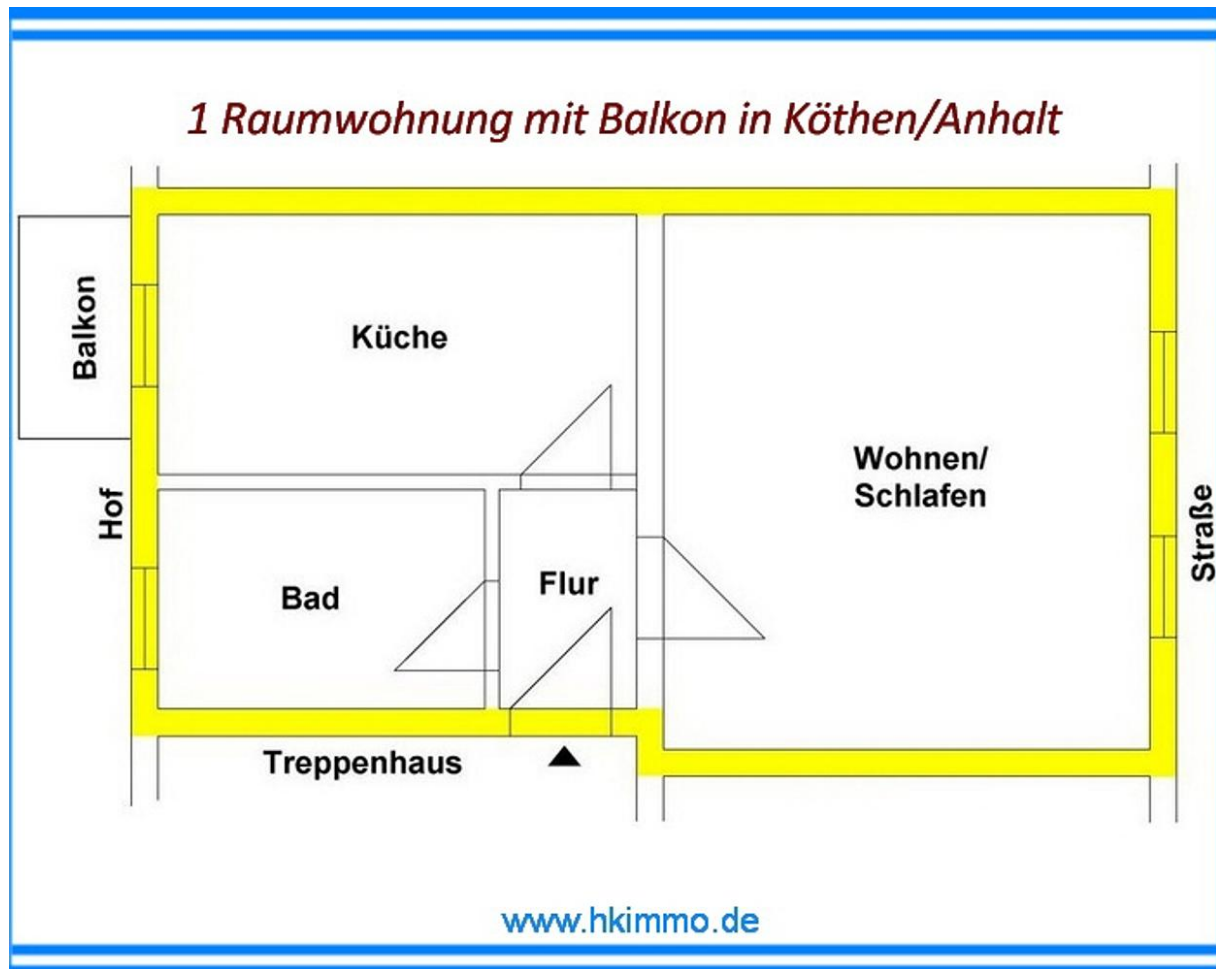 1 Raumwohnung mit Balkon in Köthen/Anhalt
Balkon
Küche
Wohnen/
Schlafen
Hof
Straße
Bad
Flur
Treppenhaus
www.hkimmo.de